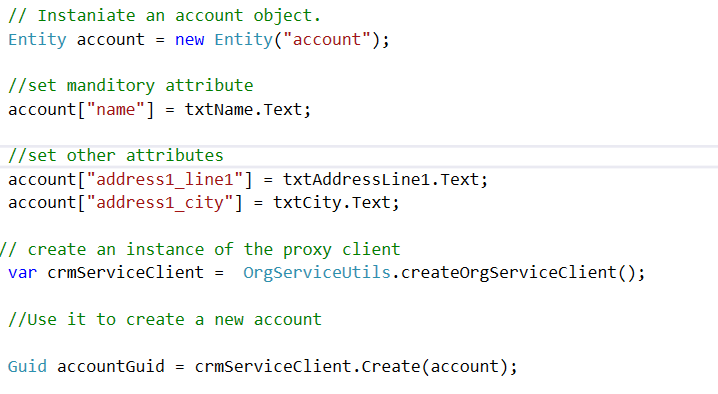 // Instaniate an account object.
Entity account = new Entity("account");
//set manditory attribute
account["name"] = txtName.Text;
//set other attributes
account["address1_line1"] = txtAddressLine1.Text;
account["address1_city"] = txtCity.Text;
// create an instance of the proxy client
var crmServiceClient =  OrgServiceUtils.createOrgServiceClient();
//Use it to create a new account
Guid accountGuid = crmServiceClient.Create(account);